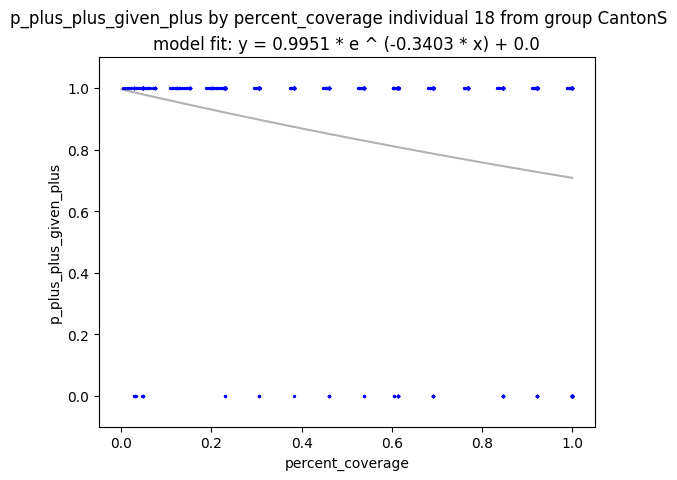 p_plus_plus_given_plus by percent_coverage individual 18 from group CantonS
model fit: y = 0.9951 * e ^ (-0.3403 * x) + 0.0
p_plus_plus_given_plus
1.0
0.8
0.6
0.4
0.2
0.0
0.0 0.2 0.4 0.6 0.8 1.0
percent_coverage